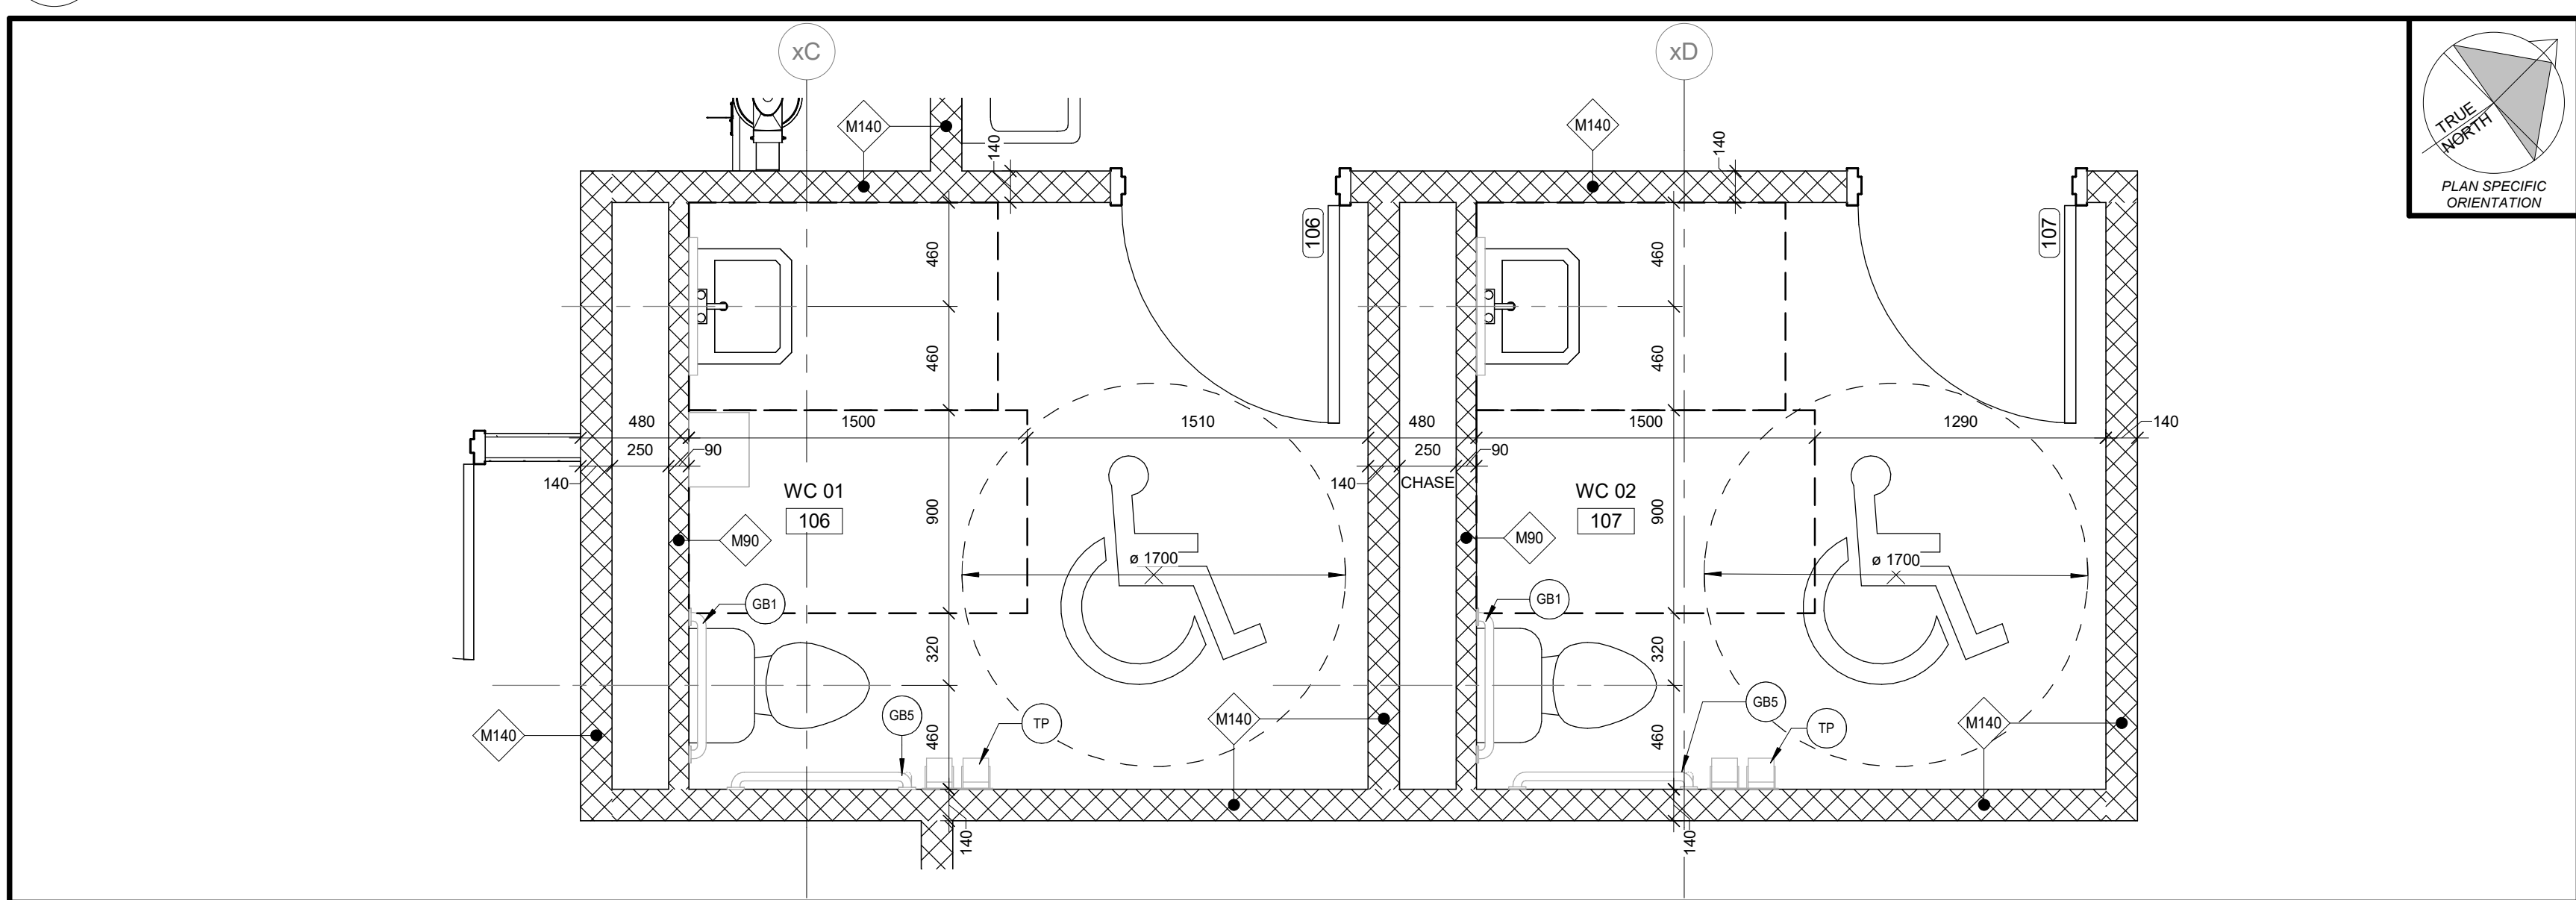 xC
xD
TRUE
NORTH
PLAN SPECIFIC
ORIENTATION
M140
140
M140
140
460
106
460
107
460
460
480
1500
1510
480
1500
1290
140
250
90
250
90
140
WC 01
140
CHASE
WC 02
106
900
107
900
M90
M90
ø 1700
ø 1700
GB1
GB1
320
320
GB5
TP
M140
GB5
TP
M140
M140
460
460
140
140